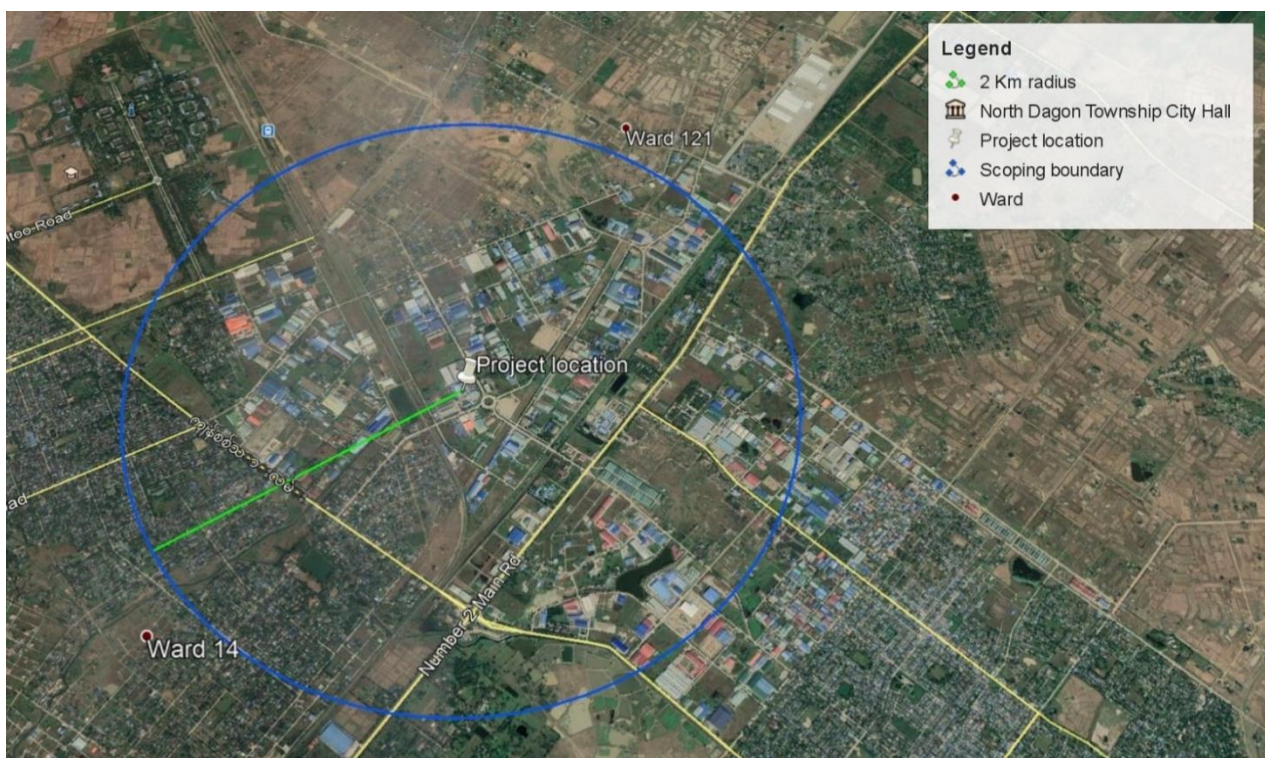 Legend
2 Km radius
North Dagon Township City Hall
Project location
Scoping boundary
Ward
Ward 121
Road
Project location
Ward 14
Number 2 Main Rd